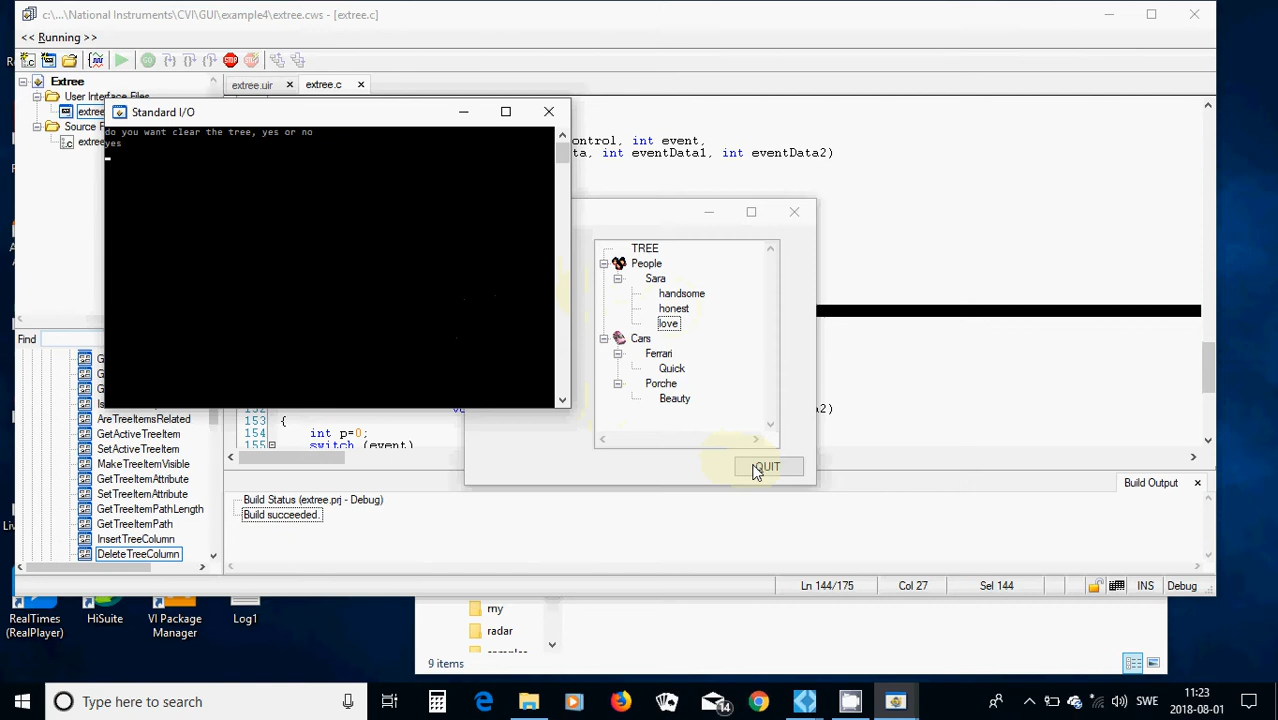 c:\...\National Instruments\CVI\GUI\example4\extree.cws - [extree.c]
<< Running >>
Extree
extree.uir
extree.c
User Interface Files
Standard I/O
do you want clear the tree, yes or no
yes
int event,
int eventData1, int eventData2)
TREE
People
Sara
handsome
honest
love
Cars
Ferrari
Quick
Porche
Beauty
QUIT
Find
AreTreeItemsRelated
GetActiveTreeItem
SetActiveTreeItem
MakeTreeItemVisible
GetTreeItemAttribute
SetTreeItemAttribute
GetTreeItemPathLength
GetTreeItemPath
InsertTreeColumn
DeleteTreeColumn
153 {
154 int p=0;
155 switch (event)
Build Output
Build Status (extree.prj - Debug)
Build succeeded.
Ln 144/175
Col 27
Sel 144
INS
Debug
RealTimes
(RealPlayer)
HiSuite
VI Package
Manager
Log1
my
radar
9 items
Type here to search
14
SWE
11:23
2018-08-01